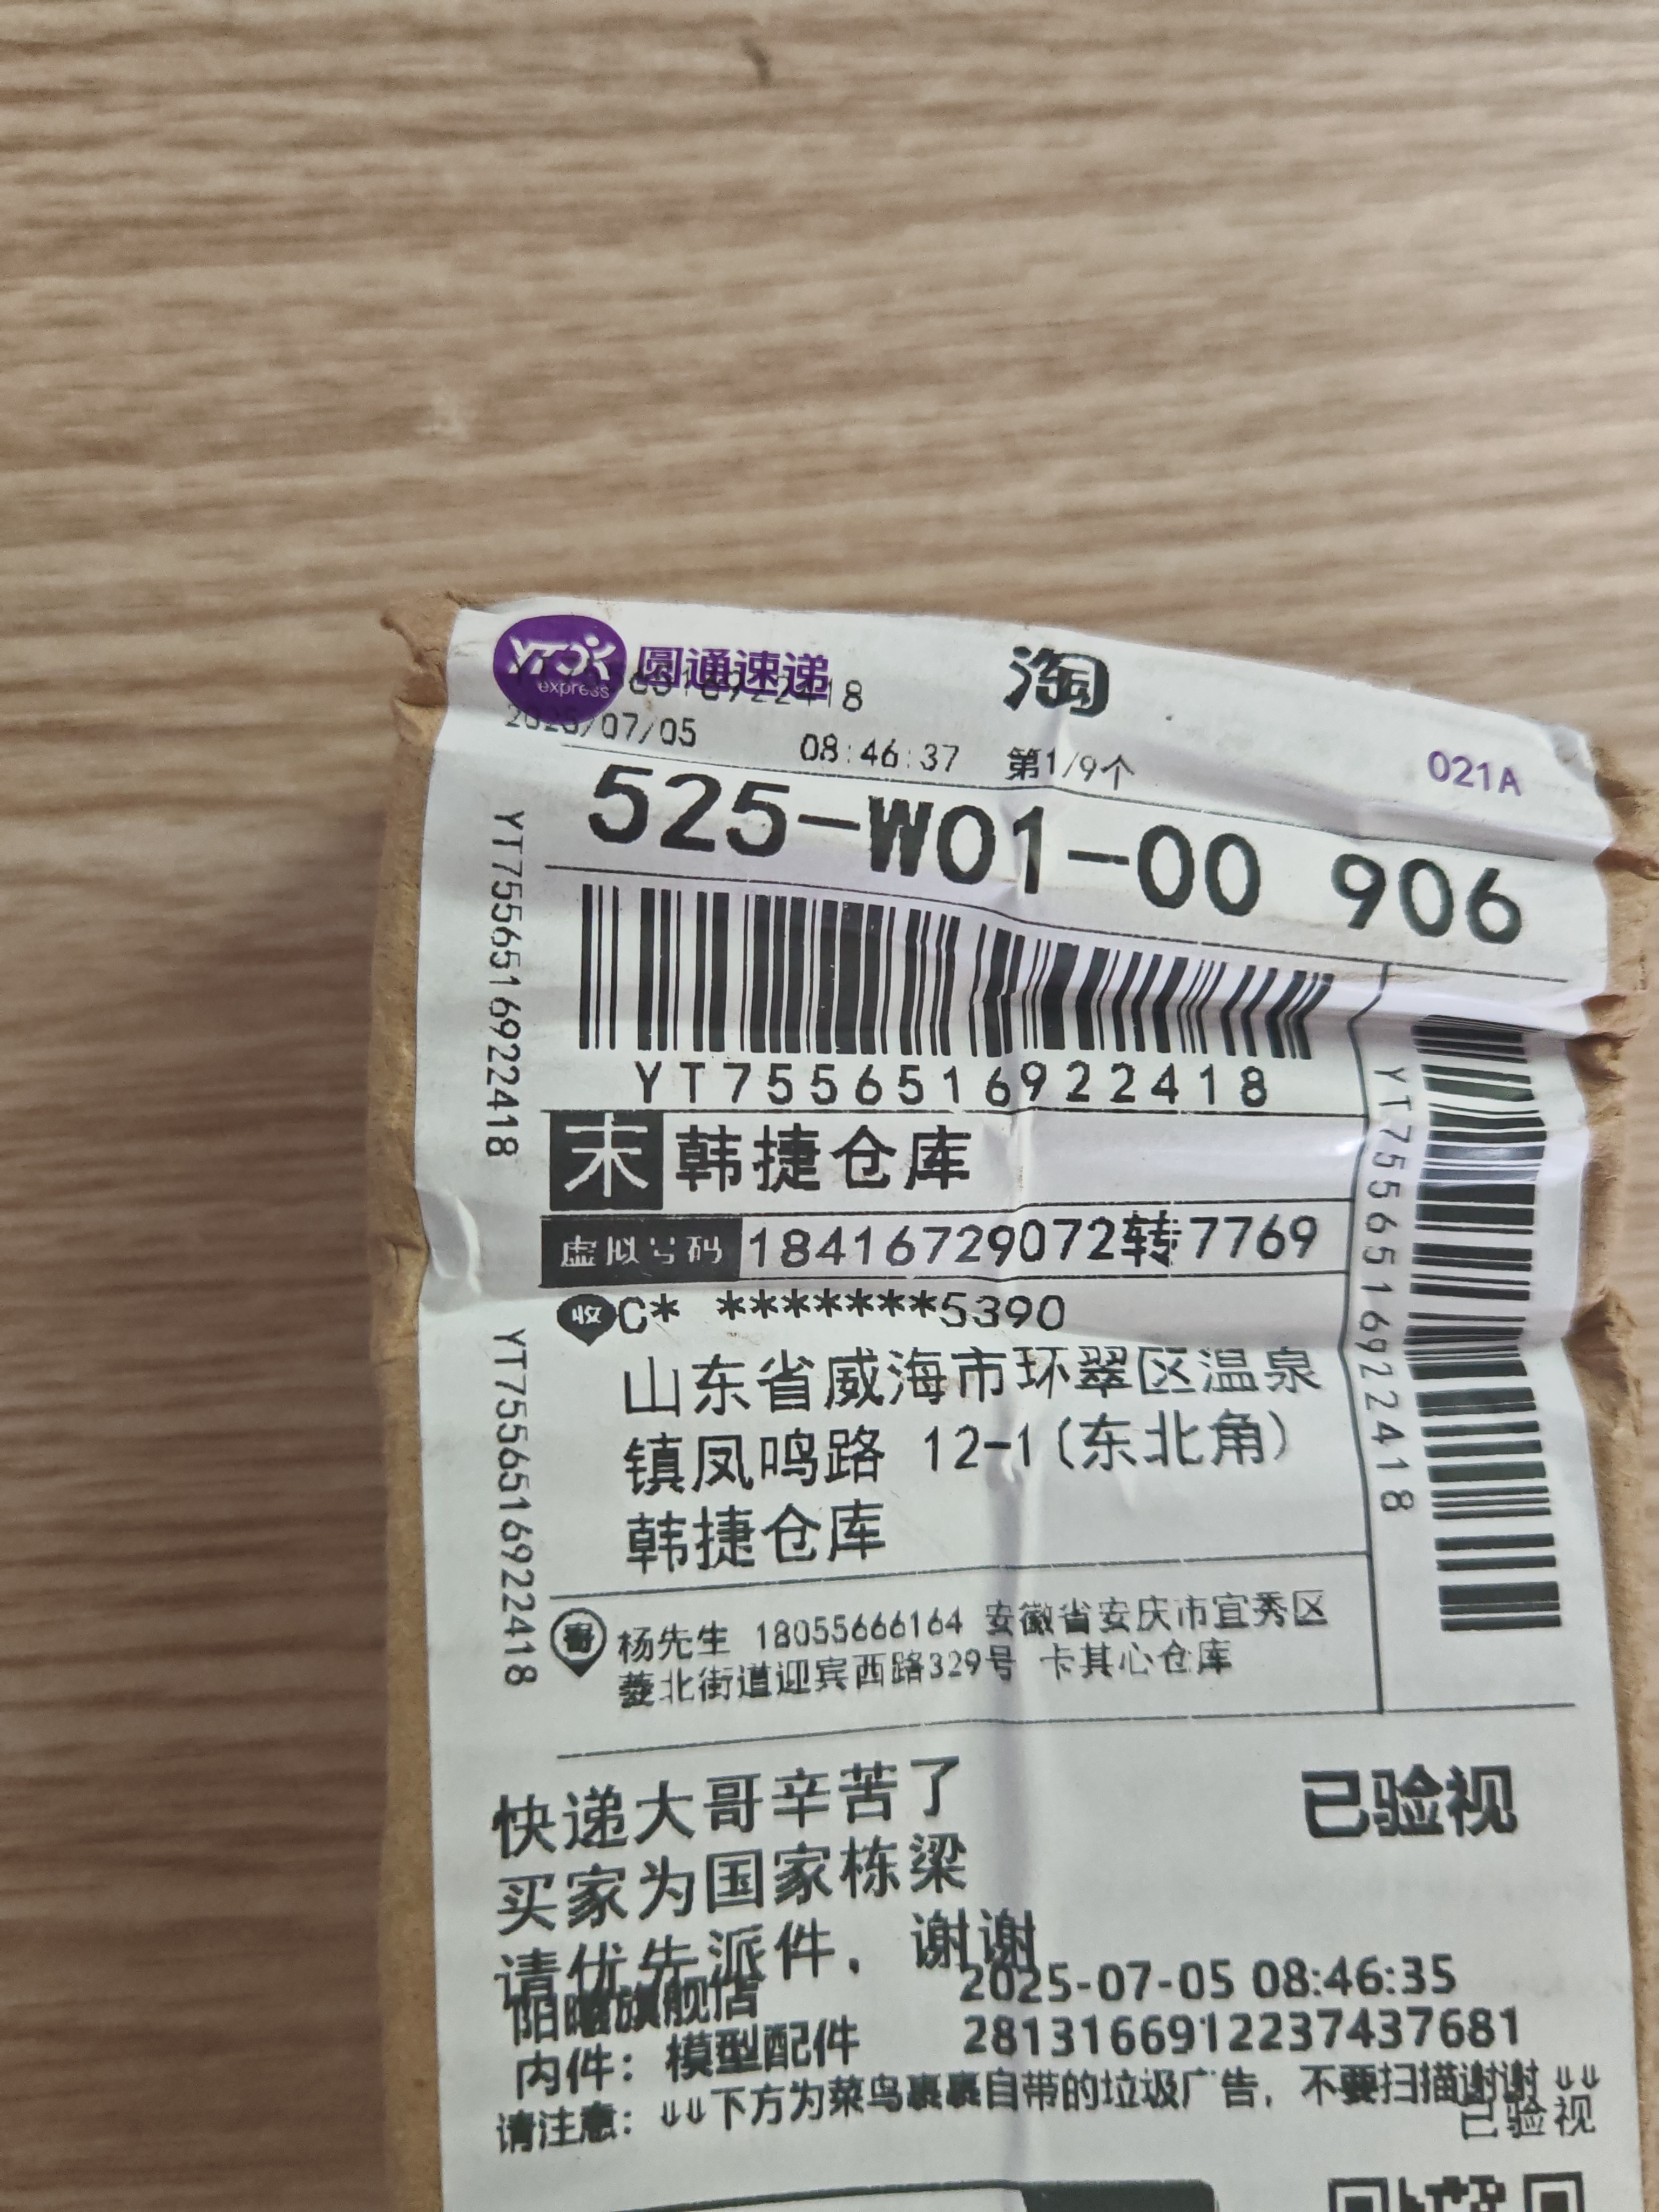 YTO
express
圆通速递
淘
2025/07/05 08:46:37 第1/9个
021A
525-W01-00 906
YT7556516922418
YT7556516922418
末 韩捷仓库
虚拟号码 18416729072转7769
收 C* *******5390
山东省威海市环翠区温泉
镇凤鸣路 12-1(东北角)
韩捷仓库
YT7556516922418
YT7556516922418
寄 杨先生 18055666164 安徽省安庆市宜秀区
菱北街道迎宾西路329号 卡其心仓库
快递大哥辛苦了
买家为国家栋梁
请优先派件，谢谢
已验视
旗舰店 2025-07-05 08:46:35
内件：模型配件 2813166912237437681
请注意：⇓⇓下方为菜鸟裹裹自带的垃圾广告，不要扫描谢谢 ⇓⇓
已验视